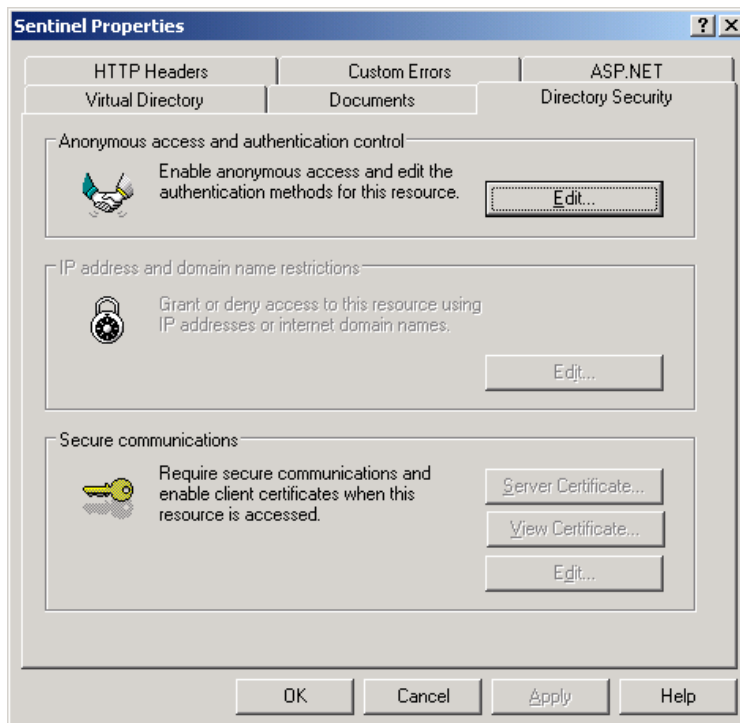 Sentinel Properties
HTTP Headers
Custom Errors
ASP.NET
Virtual Directory
Documents
Directory Security
Anonymous access and authentication control
Enable anonymous access and edit the
authentication methods for this resource.
Edit...
IP address and domain name restrictions
Grant or deny access to this resource using
IP addresses or internet domain names.
Edit...
Secure communications
Require secure communications and
enable client certificates when this
resource is accessed.
Server Certificate...
View Certificate...
Edit...
OK
Cancel
Apply
Help